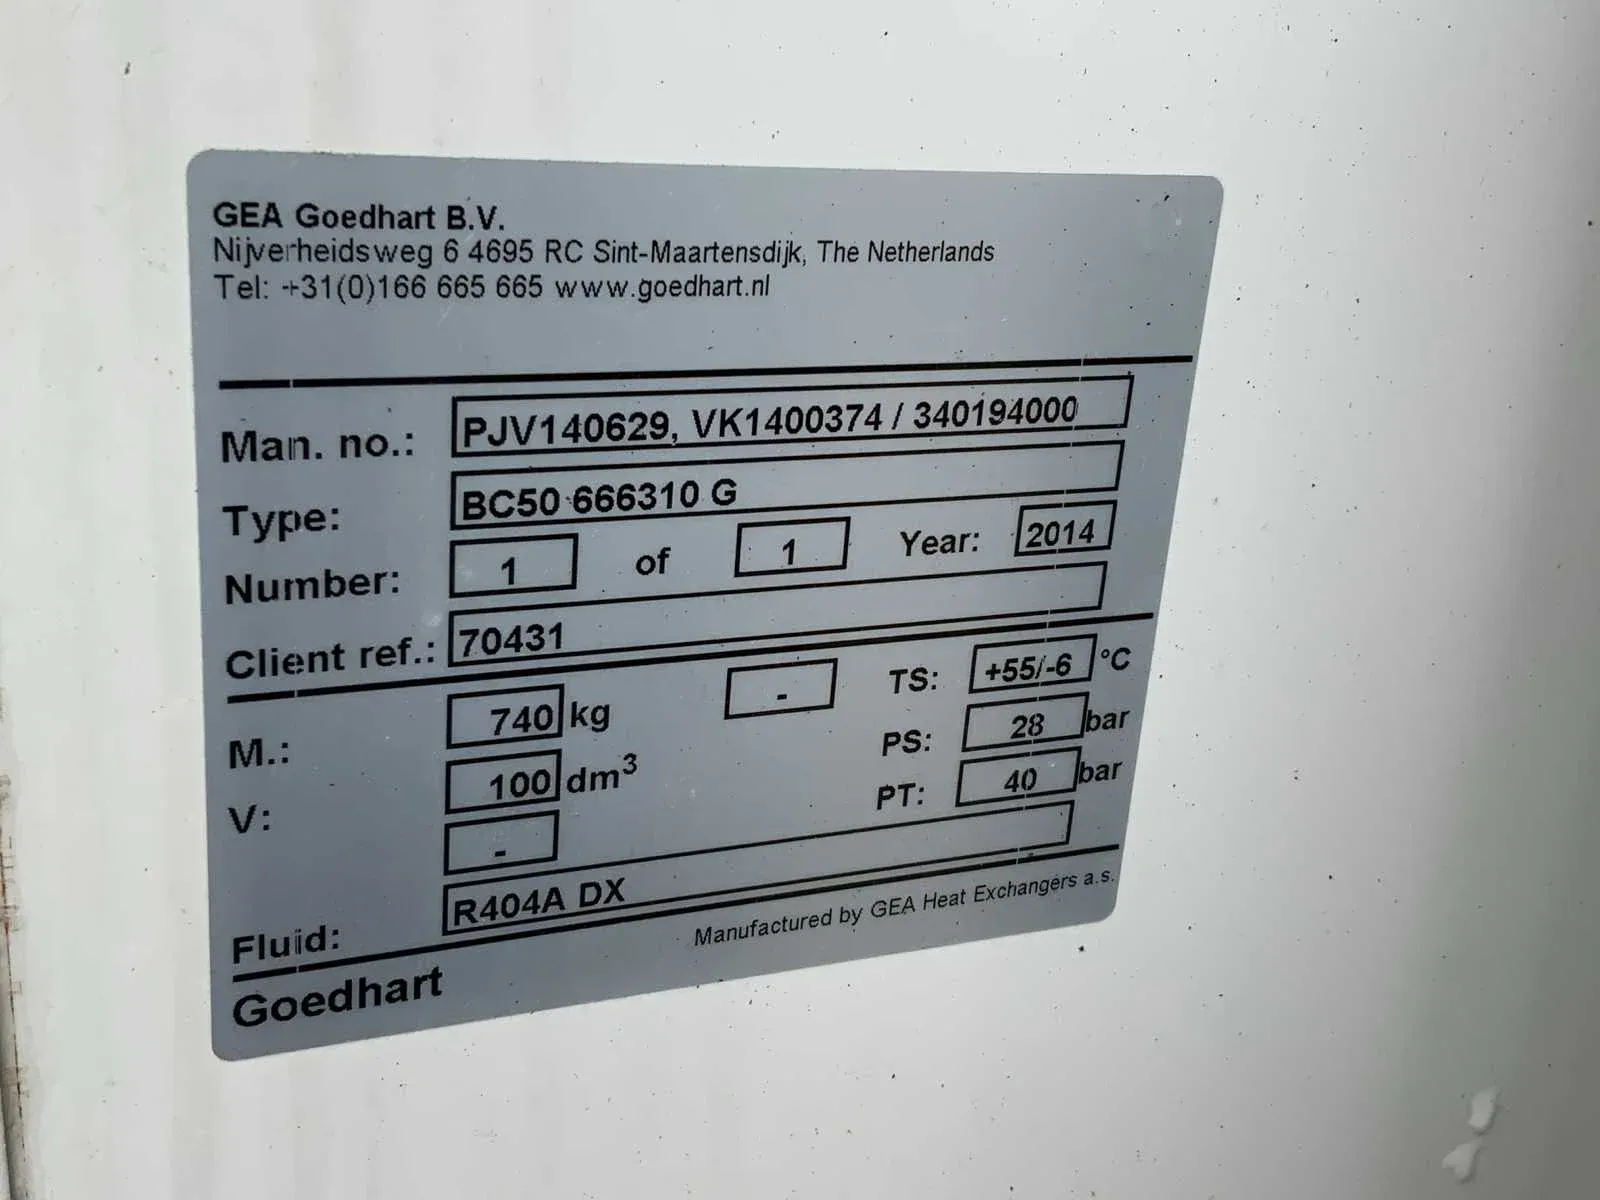 GEA Goedhart B.V.
Nijverheidsweg 6 4695 RC Sint-Maartensdijk, The Netherlands
Tel: +31(0)166 665 665 www.goedhart.nl
Man. no.: PJV140629, VK1400374 / 340194000
Type: BC50 666310 G
Number: 1 of 1 Year: 2014
Client ref.: 70431
M.: 740 kg - TS: +55/-6 °C
V: 100 dm³ PS: 28 bar
- PT: 40 bar
Fluid: R404A DX
Goedhart Manufactured by GEA Heat Exchangers a.s.